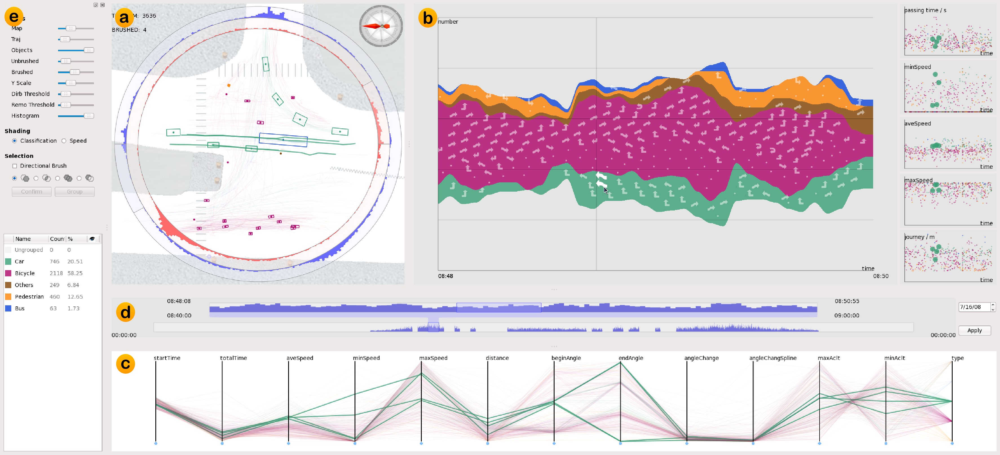 e
Map
Traj
Objects
Unbrushed
Brushed
Y Scale
Dirb Threshold
Remo Threshold
Histogram
Shading
Classification Speed
Selection
Directional Brush
Confirm Group
Name Coun %
Ungrouped 0 0
Car 746 20.51
Bicycle 2118 58.25
Others 249 6.84
Pedestrian 460 12.65
Bus 63 1.73
a
M: 3636
BRUSHED: 4
b
number
time
08:48
08:50
passing time / s
time
minSpeed
time
aveSpeed
time
maxSpeed
time
journey / m
time
d
08:48:08 08:50:55
08:40:00 09:00:00
00:00:00 00:00:00
7/16/08
Apply
c
startTime totalTime aveSpeed minSpeed maxSpeed distance beginAngle endAngle angleChange angleChangSpline maxAclt minAclt type